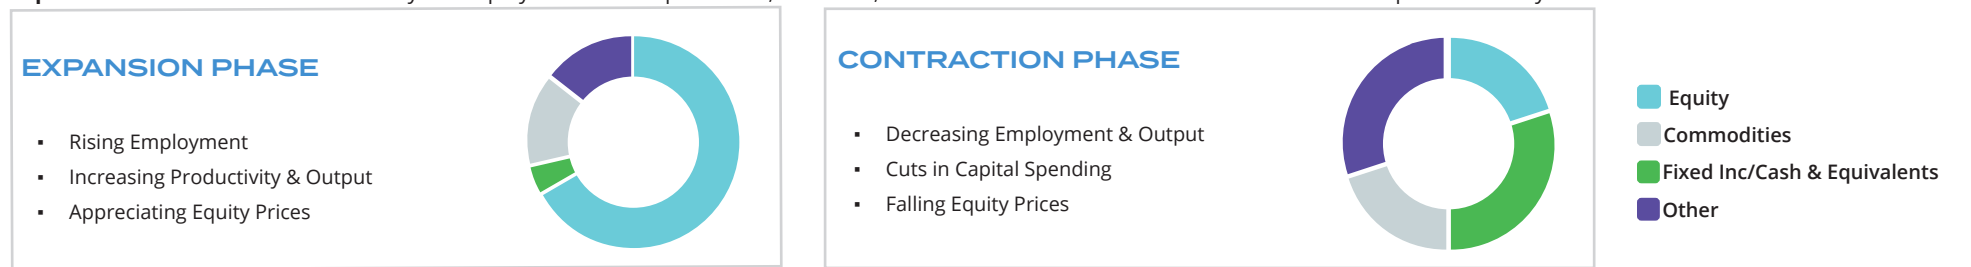 EXPANSION PHASE
Rising Employment
Increasing Productivity & Output
Appreciating Equity Prices
CONTRACTION PHASE
Decreasing Employment & Output
Cuts in Capital Spending
Falling Equity Prices
Equity
Commodities
Fixed Inc/Cash & Equivalents
Other